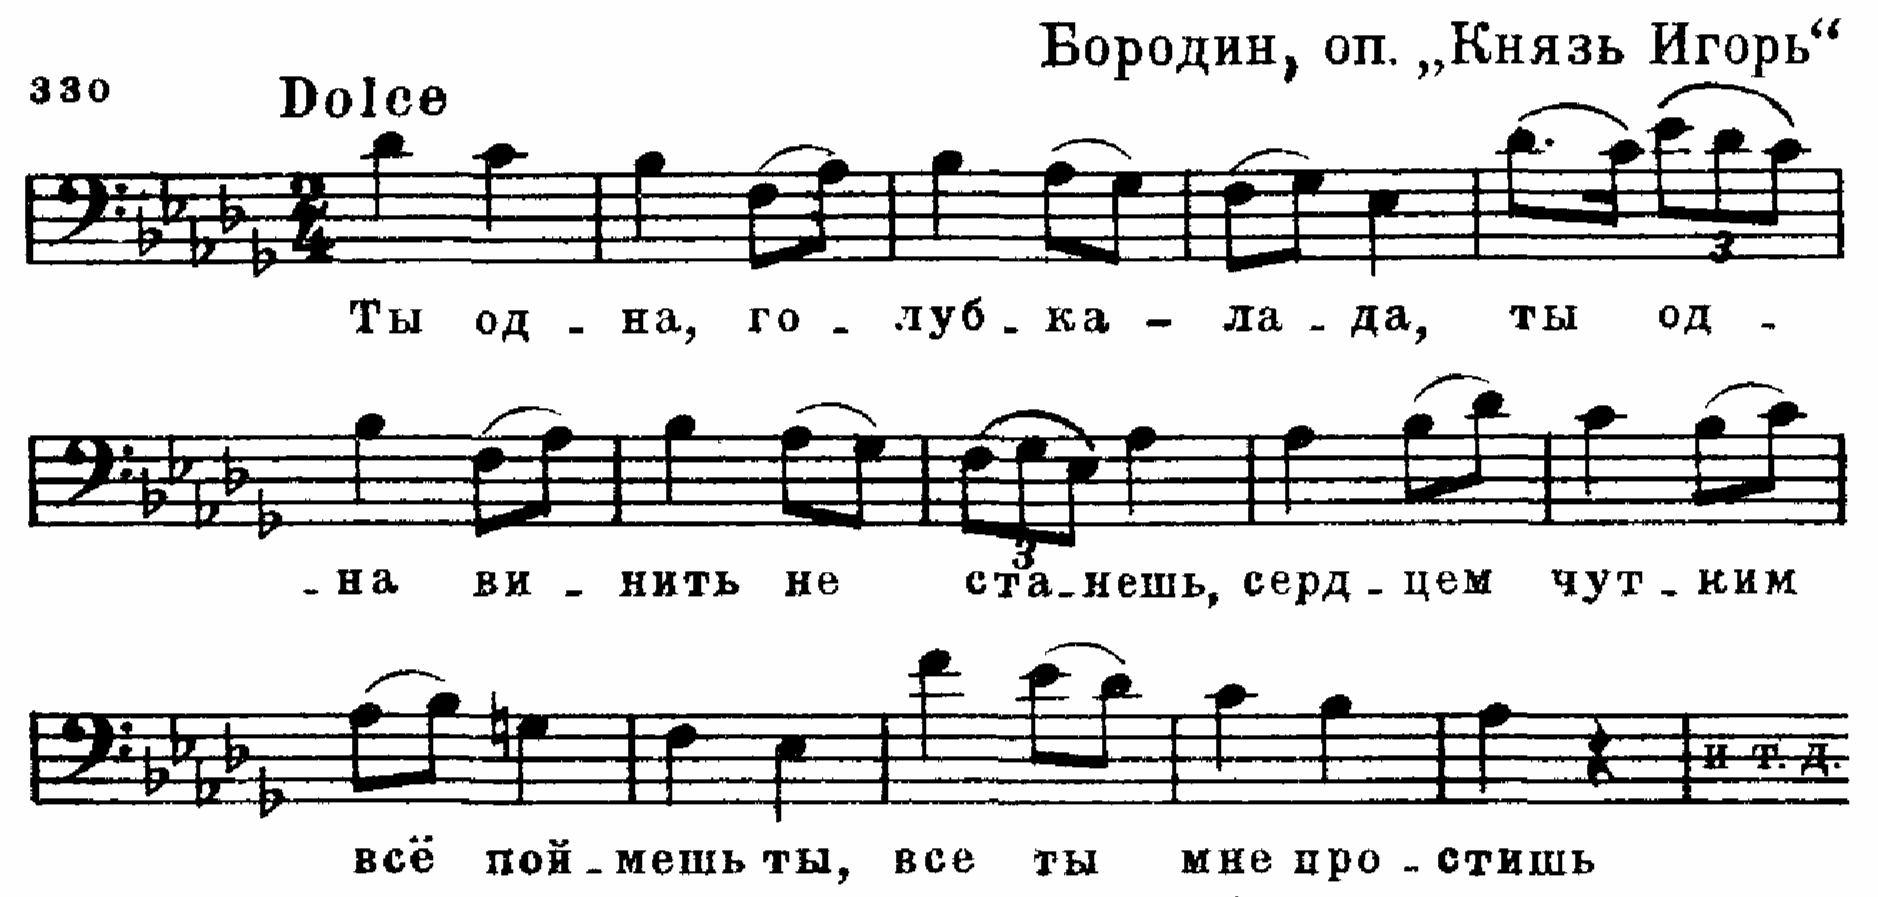 Бородин, оп. „Князь Игорь“
330 Dolce
2/4
3
Ты од - на, го - луб - ка - ла - да, ты од -
3
- на ви - нить не ста - нешь, серд - цем чут - ким
и т. д.
всё пой - мешь ты, все ты мне про - стишь